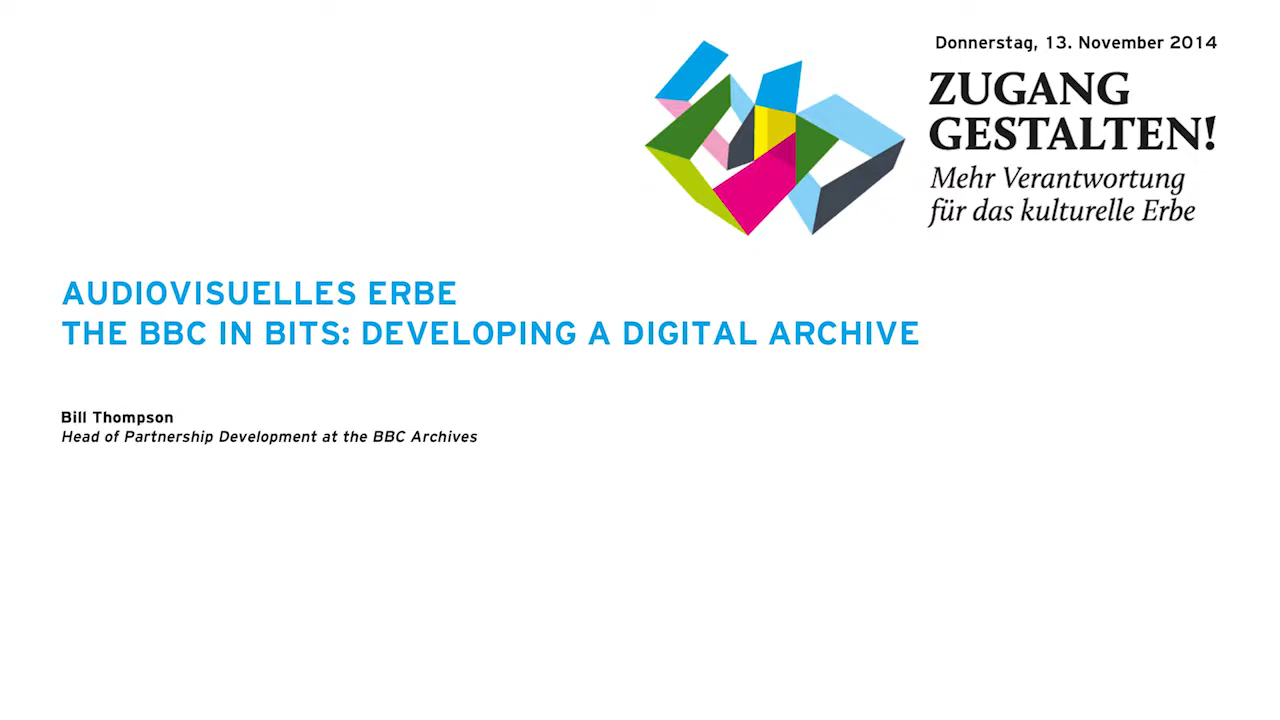 Donnerstag, 13. November 2014
ZUGANG
GESTALTEN!
Mehr Verantwortung
für das kulturelle Erbe
AUDIOVISUELLES ERBE
THE BBC IN BITS: DEVELOPING A DIGITAL ARCHIVE
Bill Thompson
Head of Partnership Development at the BBC Archives